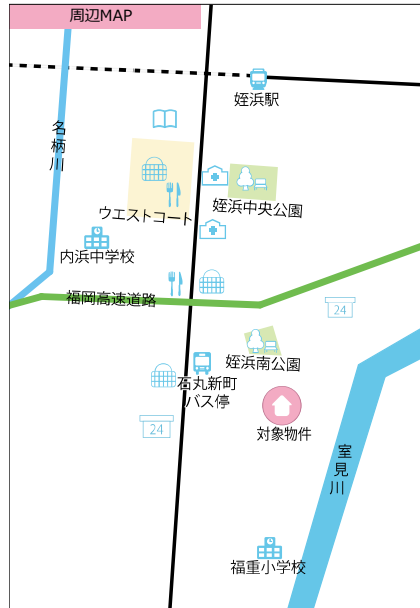 周辺MAP
姪浜駅
名柄川
ウエストコート
姪浜中央公園
内浜中学校
福岡高速道路
24
姪浜南公園
石丸新町
バス停
24
対象物件
室見川
福重小学校